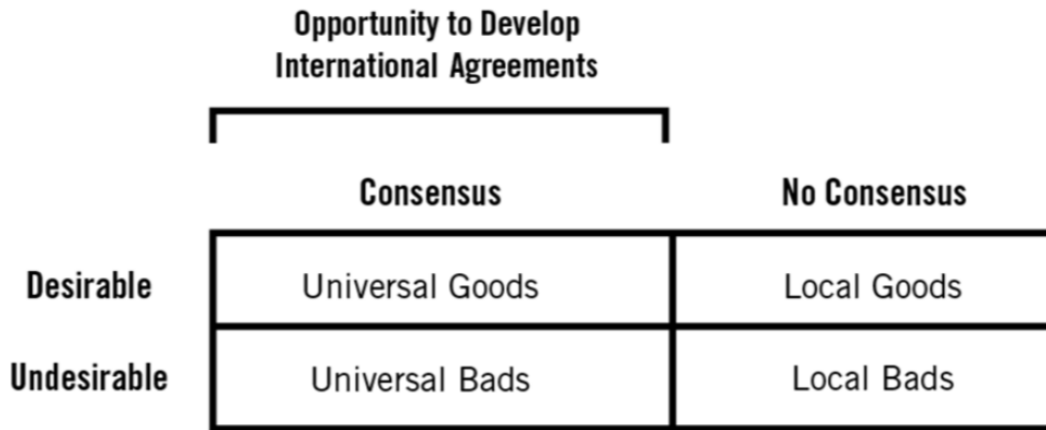 Opportunity to Develop
International Agreements
Consensus No Consensus
Desirable Universal Goods Local Goods
Undesirable Universal Bads Local Bads